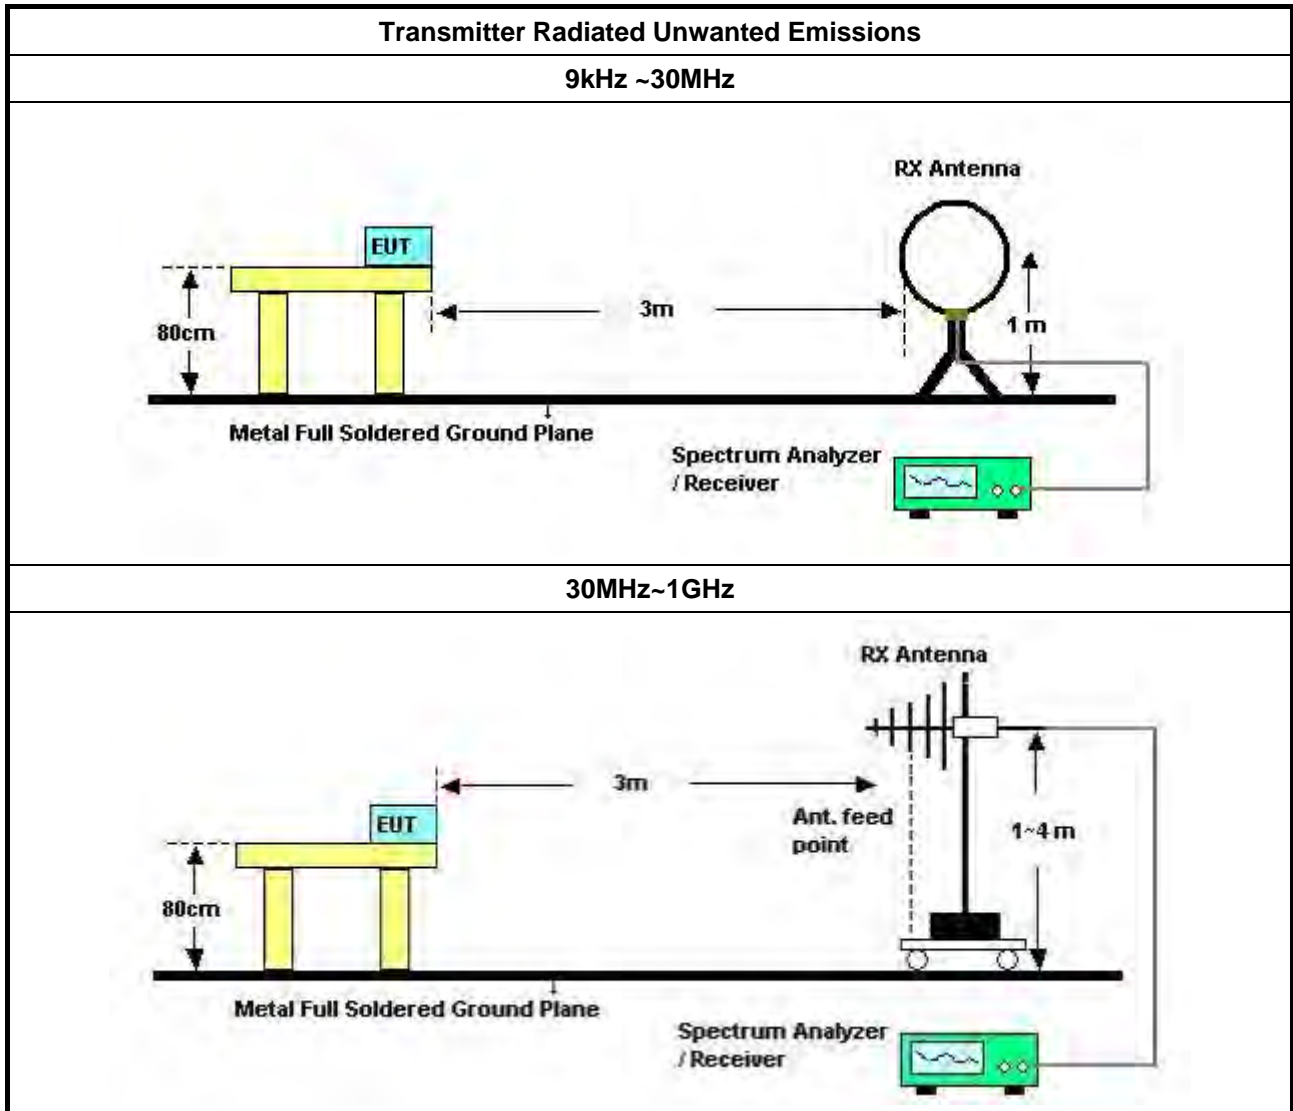 Transmitter Radiated Unwanted Emissions
9kHz ~30MHz
RX Antenna
EUT
3m
80cm
1 m
Metal Full Soldered Ground Plane
Spectrum Analyzer
/ Receiver
30MHz~1GHz
RX Antenna
3m
EUT
Ant. feed
point
1~4 m
80cm
Metal Full Soldered Ground Plane
Spectrum Analyzer
/ Receiver